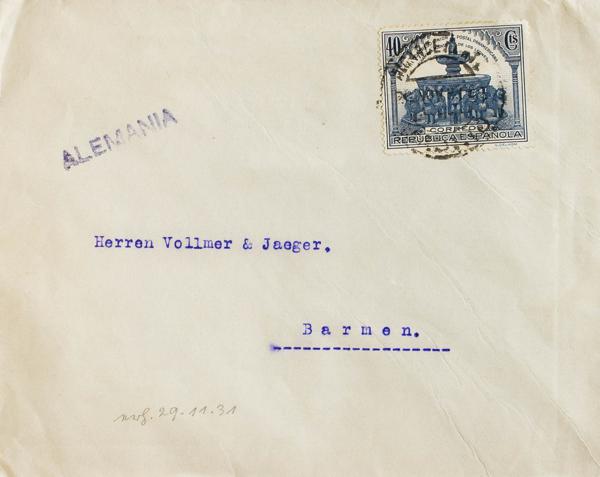 40 Cts
CORREOS
REPUBLICA ESPAÑOLA
ALEMANIA
Herren Vollmer & Jaeger.
Barmen.
29.11.31